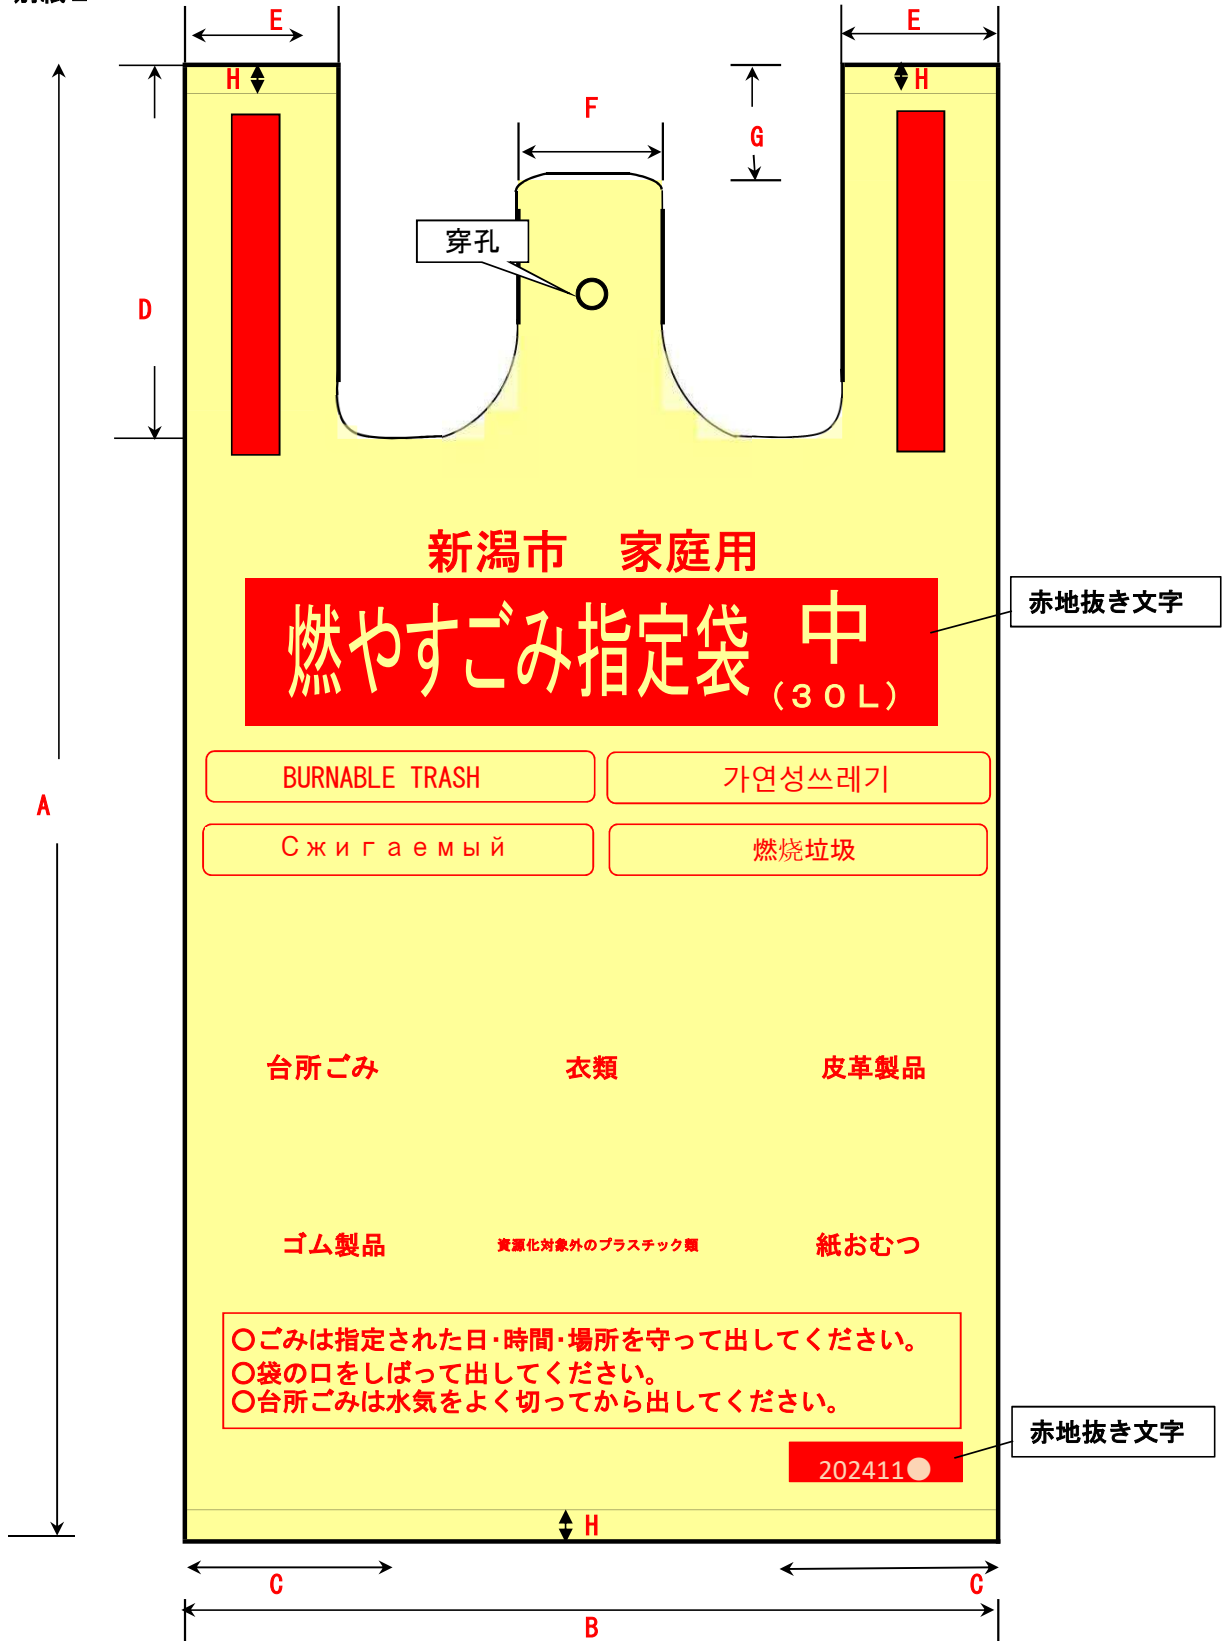 E
E
H
H
F
G
穿孔
D
新潟市　家庭用
燃やすごみ指定袋 中
(30L)
赤地抜き文字
BURNABLE TRASH
가연성쓰레기
A
Сжигаемый
燃烧垃圾
台所ごみ
衣類
皮革製品
ゴム製品
資源化対象外のプラスチック類
紙おむつ
○ごみは指定された日・時間・場所を守って出してください。
○袋の口をしばって出してください。
○台所ごみは水気をよく切ってから出してください。
赤地抜き文字
202411●
H
C
C
B